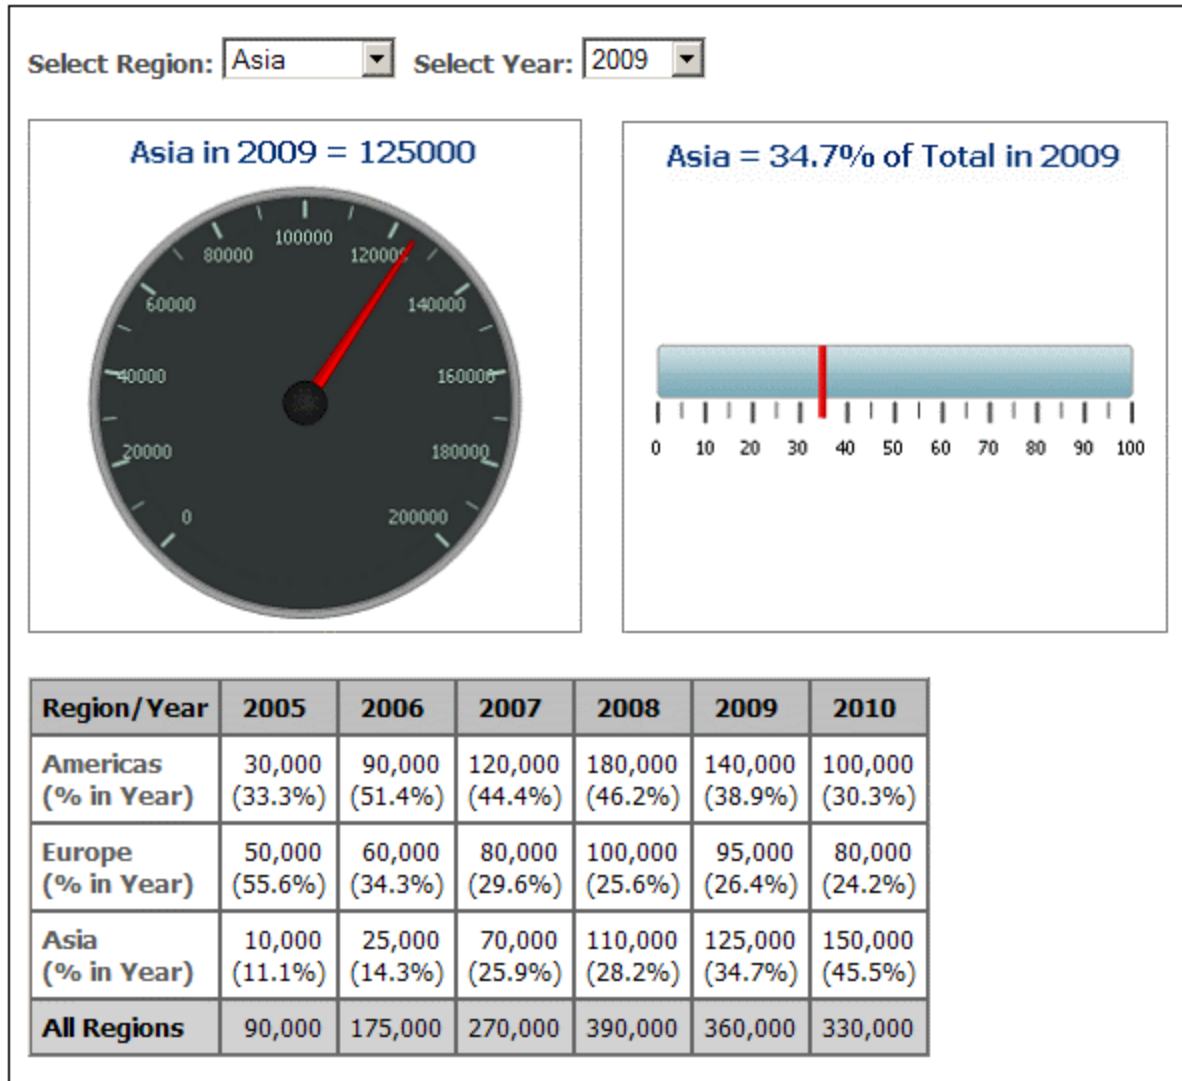 Select Region: Asia Select Year: 2009
Asia in 2009 = 125000
0
20000
40000
60000
80000
100000
120000
140000
160000
180000
200000
Asia = 34.7% of Total in 2009
0 10 20 30 40 50 60 70 80 90 100
Region/Year 2005 2006 2007 2008 2009 2010
Americas 30,000 90,000 120,000 180,000 140,000 100,000
(% in Year) (33.3%) (51.4%) (44.4%) (46.2%) (38.9%) (30.3%)
Europe 50,000 60,000 80,000 100,000 95,000 80,000
(% in Year) (55.6%) (34.3%) (29.6%) (25.6%) (26.4%) (24.2%)
Asia 10,000 25,000 70,000 110,000 125,000 150,000
(% in Year) (11.1%) (14.3%) (25.9%) (28.2%) (34.7%) (45.5%)
All Regions 90,000 175,000 270,000 390,000 360,000 330,000